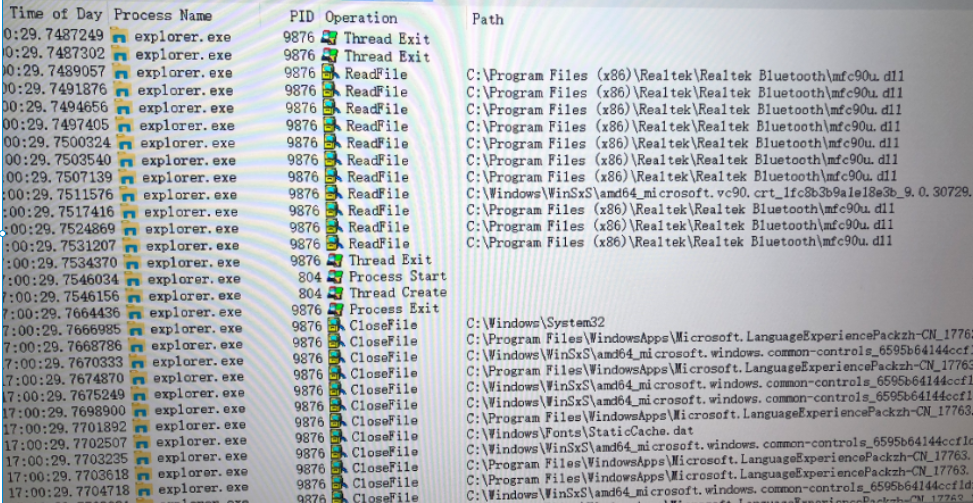 Time of Day Process Name PID Operation Path
0:29.7487249 explorer.exe 9876 Thread Exit
0:29.7487302 explorer.exe 9876 Thread Exit
0:29.7489057 explorer.exe 9876 ReadFile C:\Program Files (x86)\Realtek\Realtek Bluetooth\mfc90u.dll
00:29.7491876 explorer.exe 9876 ReadFile C:\Program Files (x86)\Realtek\Realtek Bluetooth\mfc90u.dll
00:29.7494656 explorer.exe 9876 ReadFile C:\Program Files (x86)\Realtek\Realtek Bluetooth\mfc90u.dll
00:29.7497405 explorer.exe 9876 ReadFile C:\Program Files (x86)\Realtek\Realtek Bluetooth\mfc90u.dll
00:29.7500324 explorer.exe 9876 ReadFile C:\Program Files (x86)\Realtek\Realtek Bluetooth\mfc90u.dll
00:29.7503540 explorer.exe 9876 ReadFile C:\Program Files (x86)\Realtek\Realtek Bluetooth\mfc90u.dll
00:29.7507139 explorer.exe 9876 ReadFile C:\Program Files (x86)\Realtek\Realtek Bluetooth\mfc90u.dll
:00:29.7511576 explorer.exe 9876 ReadFile C:\Windows\WinSxS\amd64_microsoft.vc90.crt_1fc8b3b9a1e18e3b_9.0.30729.
:00:29.7517416 explorer.exe 9876 ReadFile C:\Program Files (x86)\Realtek\Realtek Bluetooth\mfc90u.dll
:00:29.7524869 explorer.exe 9876 ReadFile C:\Program Files (x86)\Realtek\Realtek Bluetooth\mfc90u.dll
:00:29.7531207 explorer.exe 9876 ReadFile C:\Program Files (x86)\Realtek\Realtek Bluetooth\mfc90u.dll
:00:29.7534370 explorer.exe 9876 Thread Exit
:00:29.7546034 explorer.exe 804 Process Start
7:00:29.7546156 explorer.exe 804 Thread Create
7:00:29.7664436 explorer.exe 9876 Process Exit
7:00:29.7666985 explorer.exe 9876 CloseFile C:\Windows\System32
7:00:29.7668786 explorer.exe 9876 CloseFile C:\Program Files\WindowsApps\Microsoft.LanguageExperiencePackzh-CN_17763
7:00:29.7670333 explorer.exe 9876 CloseFile C:\Windows\WinSxS\amd64_microsoft.windows.common-controls_6595b64144ccf1
17:00:29.7674870 explorer.exe 9876 CloseFile C:\Program Files\WindowsApps\Microsoft.LanguageExperiencePackzh-CN_17763
17:00:29.7675249 explorer.exe 9876 CloseFile C:\Windows\WinSxS\amd64_microsoft.windows.common-controls_6595b64144ccf1
17:00:29.7698900 explorer.exe 9876 CloseFile C:\Windows\WinSxS\amd64_microsoft.windows.common-controls_6595b64144ccf1
17:00:29.7701892 explorer.exe 9876 CloseFile C:\Program Files\WindowsApps\Microsoft.LanguageExperiencePackzh-CN_17763.
17:00:29.7702507 explorer.exe 9876 CloseFile C:\Windows\Fonts\StaticCache.dat
17:00:29.7703235 explorer.exe 9876 CloseFile C:\Windows\WinSxS\amd64_microsoft.windows.common-controls_6595b64144ccf1d
17:00:29.7703618 explorer.exe 9876 CloseFile C:\Program Files\WindowsApps\Microsoft.LanguageExperiencePackzh-CN_17763.
17:00:29.7704718 explorer.exe 9876 CloseFile C:\Program Files\WindowsApps\Microsoft.LanguageExperiencePackzh-CN_17763.
9876 CloseFile C:\Windows\WinSxS\amd64_microsoft.windows.common-controls_6595b64144ccf1d